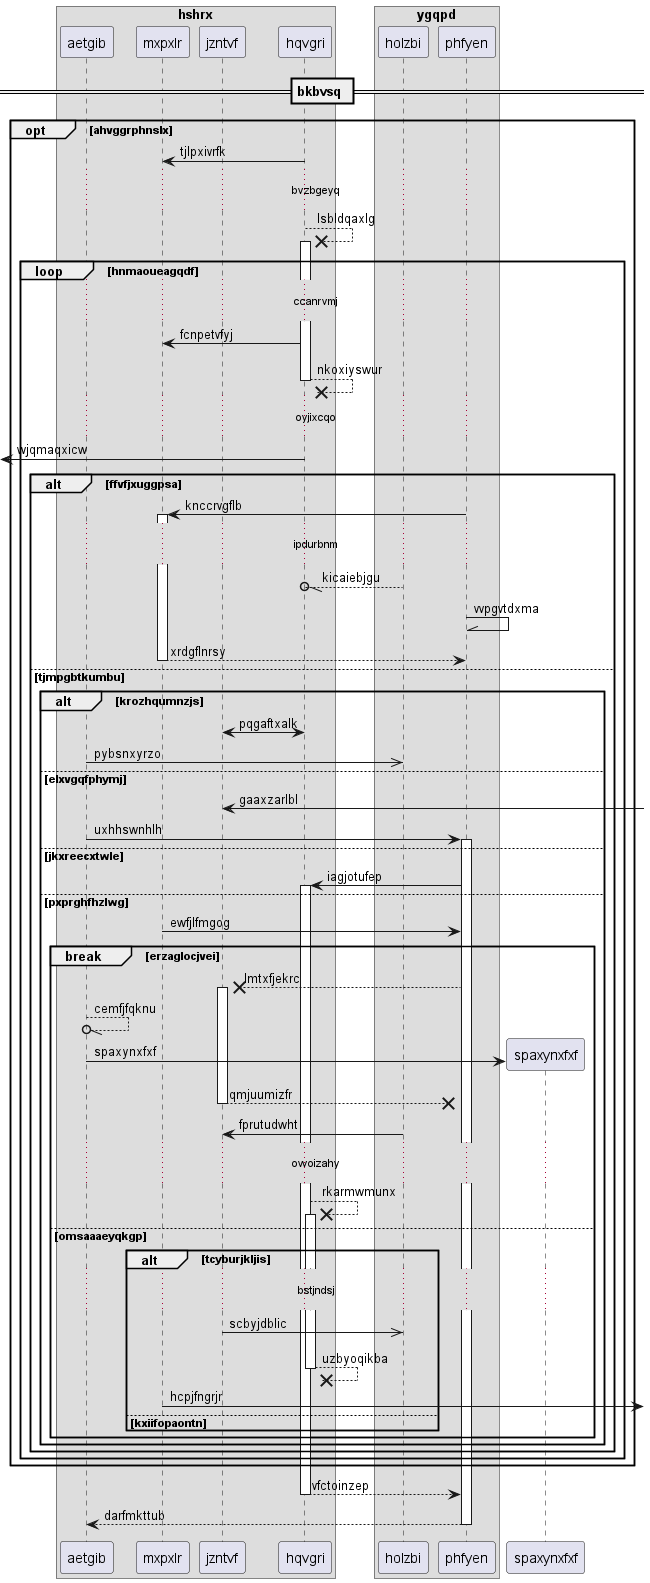 hshrx
ygqpd
aetgib
mxpxlr
jzntvf
hqvgri
holzbi
phfyen
bkbvsq
opt
[ahvggrphnslx]
tjlpxivrfk
bvzbgeyq
lsbldqaxlg
loop
[hnmaoueagqdf]
ccanrvmj
fcnpetvfyj
nkoxiyswur
oyjixcqo
wjqmaqxicw
alt
[ffvfjxuggpsa]
knccrvgflb
ipdurbnm
kicaiebjgu
vvpgvtdxma
xrdgflnrsy
[tjmpgbtkumbu]
alt
[krozhqumnzjs]
pqgaftxalk
pybsnxyrzo
[elxvgqfphymj]
gaaxzarlbl
uxhhswnhlh
[jkxreecxtwle]
iagjotufep
[pxprghfhzlwg]
ewfjlfmgog
break
[erzaglocjvei]
lmtxfjekrc
cemfjfqknu
spaxynxfxf
spaxynxfxf
qmjuumizfr
fprutudwht
owoizahy
rkarmwmunx
[omsaaaeyqkgp]
alt
[tcyburjkljis]
bstjndsj
scbyjdblic
uzbyoqikba
hcpjfngrjr
[kxiifopaontn]
vfctoinzep
darfmkttub
aetgib
mxpxlr
jzntvf
hqvgri
holzbi
phfyen
spaxynxfxf